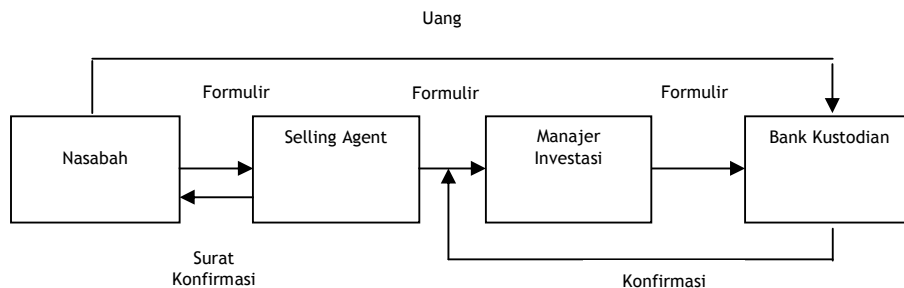 Uang
Formulir
Formulir
Formulir
Nasabah
Selling Agent
Manajer
Investasi
Bank Kustodian
Surat
Konfirmasi
Konfirmasi